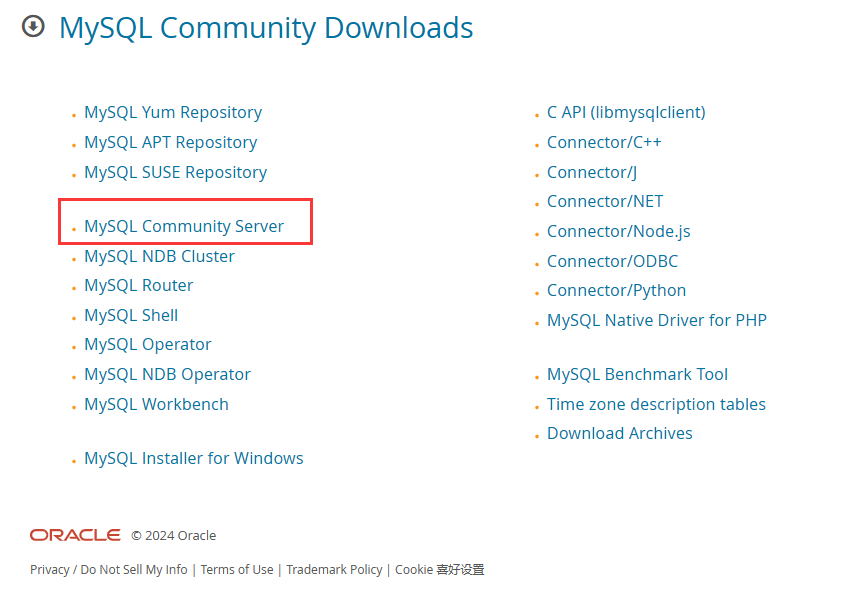 MySQL Community Downloads
MySQL Yum Repository
MySQL APT Repository
MySQL SUSE Repository
MySQL Community Server
MySQL NDB Cluster
MySQL Router
MySQL Shell
MySQL Operator
MySQL NDB Operator
MySQL Workbench
MySQL Installer for Windows
C API (libmysqlclient)
Connector/C++
Connector/J
Connector/NET
Connector/Node.js
Connector/ODBC
Connector/Python
MySQL Native Driver for PHP
MySQL Benchmark Tool
Time zone description tables
Download Archives
ORACLE © 2024 Oracle
Privacy / Do Not Sell My Info | Terms of Use | Trademark Policy | Cookie 喜好设置